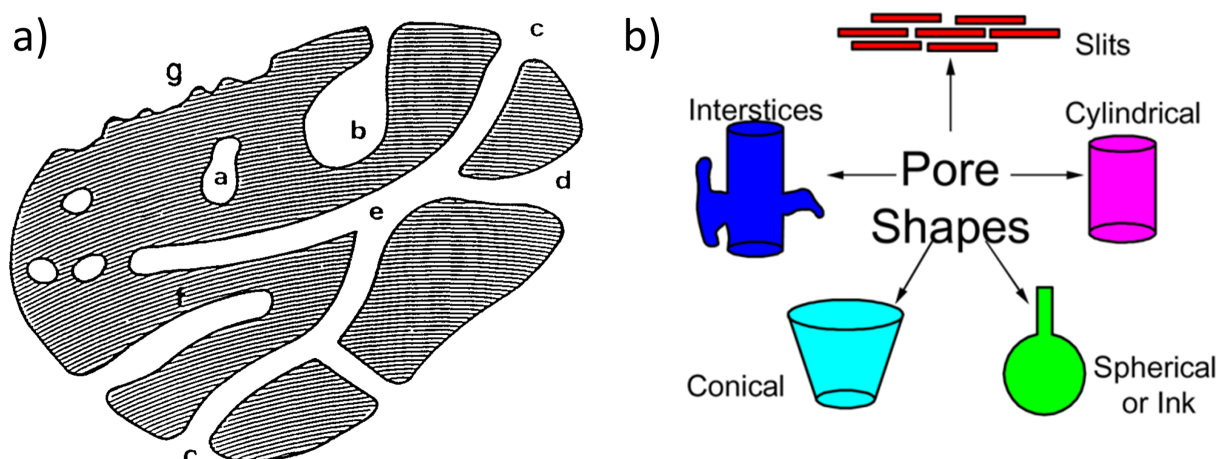 a)
c
g
b
a
d
e
f
c
b)
Slits
Interstices
Cylindrical
Pore
Shapes
Conical
Spherical
or Ink